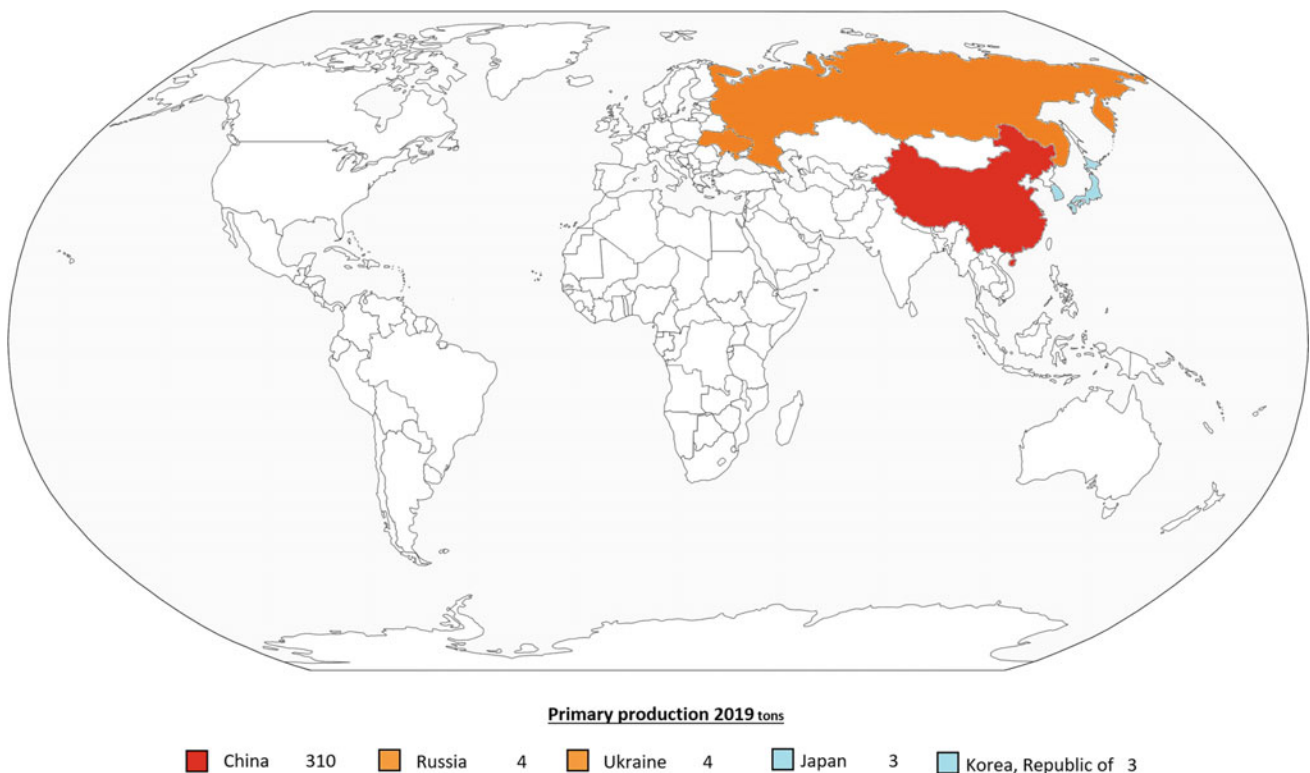 Primary production 2019 tons
China 310 Russia 4 Ukraine 4 Japan 3 Korea, Republic of 3